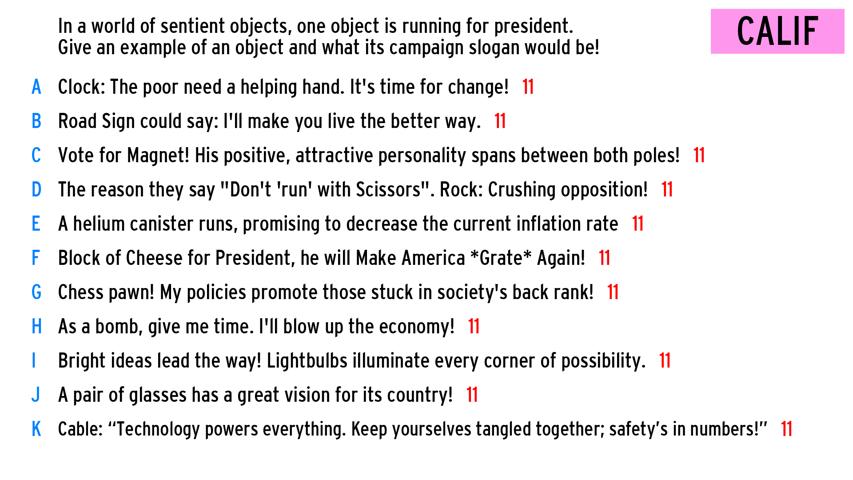 In a world of sentient objects, one object is running for president.
Give an example of an object and what its campaign slogan would be!
CALIF
A Clock: The poor need a helping hand. It's time for change! 11
B Road Sign could say: I'll make you live the better way. 11
C Vote for Magnet! His positive, attractive personality spans between both poles! 11
D The reason they say "Don't 'run' with Scissors". Rock: Crushing opposition! 11
E A helium canister runs, promising to decrease the current inflation rate 11
F Block of Cheese for President, he will Make America *Grate* Again! 11
G Chess pawn! My policies promote those stuck in society's back rank! 11
H As a bomb, give me time. I'll blow up the economy! 11
I Bright ideas lead the way! Lightbulbs illuminate every corner of possibility. 11
J A pair of glasses has a great vision for its country! 11
K Cable: “Technology powers everything. Keep yourselves tangled together; safety’s in numbers!” 11